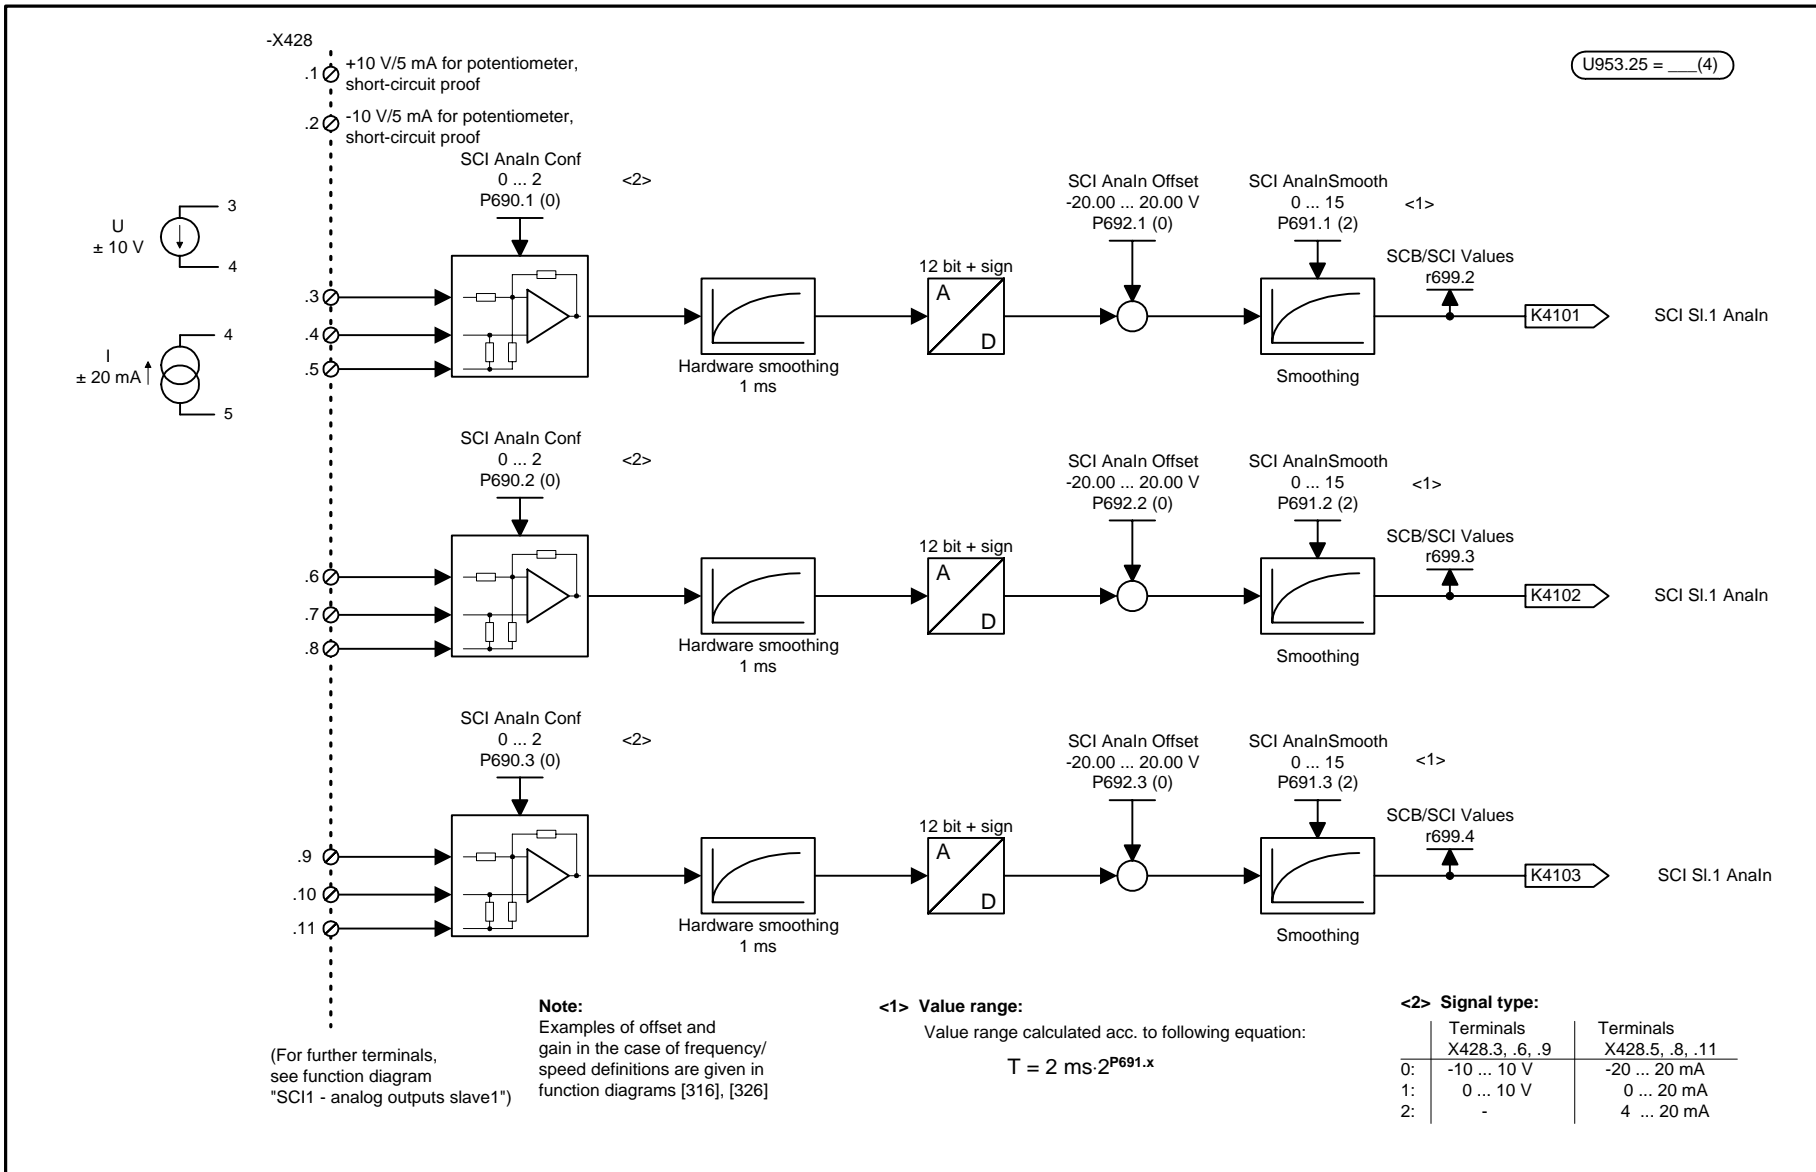 -X428
.1
+10 V/5 mA for potentiometer,
short-circuit proof
U953.25 = ___(4)
.2
-10 V/5 mA for potentiometer,
short-circuit proof
SCI AnaIn Conf
0 ... 2
<2>
P690.1 (0)
SCI AnaIn Offset
-20.00 ... 20.00 V
P692.1 (0)
SCI AnaInSmooth
0 ... 15
<1>
P691.1 (2)
U
± 10 V
3
4
I
± 20 mA
4
5
.3
.4
.5
Hardware smoothing
1 ms
12 bit + sign
A
D
Smoothing
SCB/SCI Values
r699.2
K4101
SCI Sl.1 AnaIn
SCI AnaIn Conf
0 ... 2
<2>
P690.2 (0)
SCI AnaIn Offset
-20.00 ... 20.00 V
P692.2 (0)
SCI AnaInSmooth
0 ... 15
<1>
P691.2 (2)
.6
.7
.8
Hardware smoothing
1 ms
12 bit + sign
A
D
Smoothing
SCB/SCI Values
r699.3
K4102
SCI Sl.1 AnaIn
SCI AnaIn Conf
0 ... 2
<2>
P690.3 (0)
SCI AnaIn Offset
-20.00 ... 20.00 V
P692.3 (0)
SCI AnaInSmooth
0 ... 15
<1>
P691.3 (2)
.9
.10
.11
Hardware smoothing
1 ms
12 bit + sign
A
D
Smoothing
SCB/SCI Values
r699.4
K4103
SCI Sl.1 AnaIn
(For further terminals,
see function diagram
"SCI1 - analog outputs slave1")
Note:
Examples of offset and
gain in the case of frequency/
speed definitions are given in
function diagrams [316], [326]
<1> Value range:
Value range calculated acc. to following equation:
T = 2 ms·2^P691.x
<2> Signal type:
Terminals Terminals
X428.3, .6, .9 X428.5, .8, .11
0: -10 ... 10 V -20 ... 20 mA
1: 0 ... 10 V 0 ... 20 mA
2: - 4 ... 20 mA